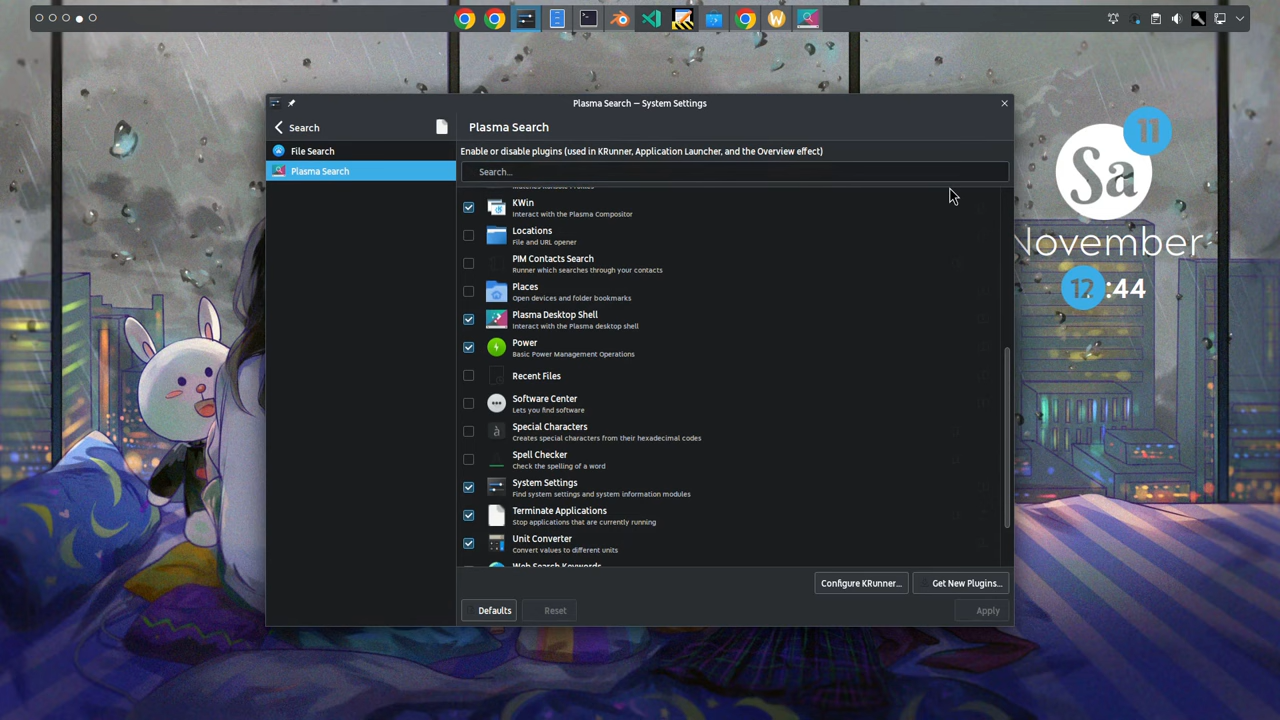 Plasma Search — System Settings
Search
Plasma Search
File Search
Plasma Search
Enable or disable plugins (used in KRunner, Application Launcher, and the Overview effect)
Search...
KWin
Interact with the Plasma Compositor
Locations
File and URL opener
PIM Contacts Search
Runner which searches through your contacts
Places
Open devices and folder bookmarks
Plasma Desktop Shell
Interact with the Plasma desktop shell
Power
Basic Power Management Operations
Recent Files
Software Center
Lets you find software
Special Characters
Creates special characters from their hexadecimal codes
Spell Checker
Check the spelling of a word
System Settings
Find system settings and system information modules
Terminate Applications
Stop applications that are currently running
Unit Converter
Convert values to different units
Web Search Keywords
Configure KRunner...
Get New Plugins...
Defaults
Reset
Apply
11
Sa
November
12:44